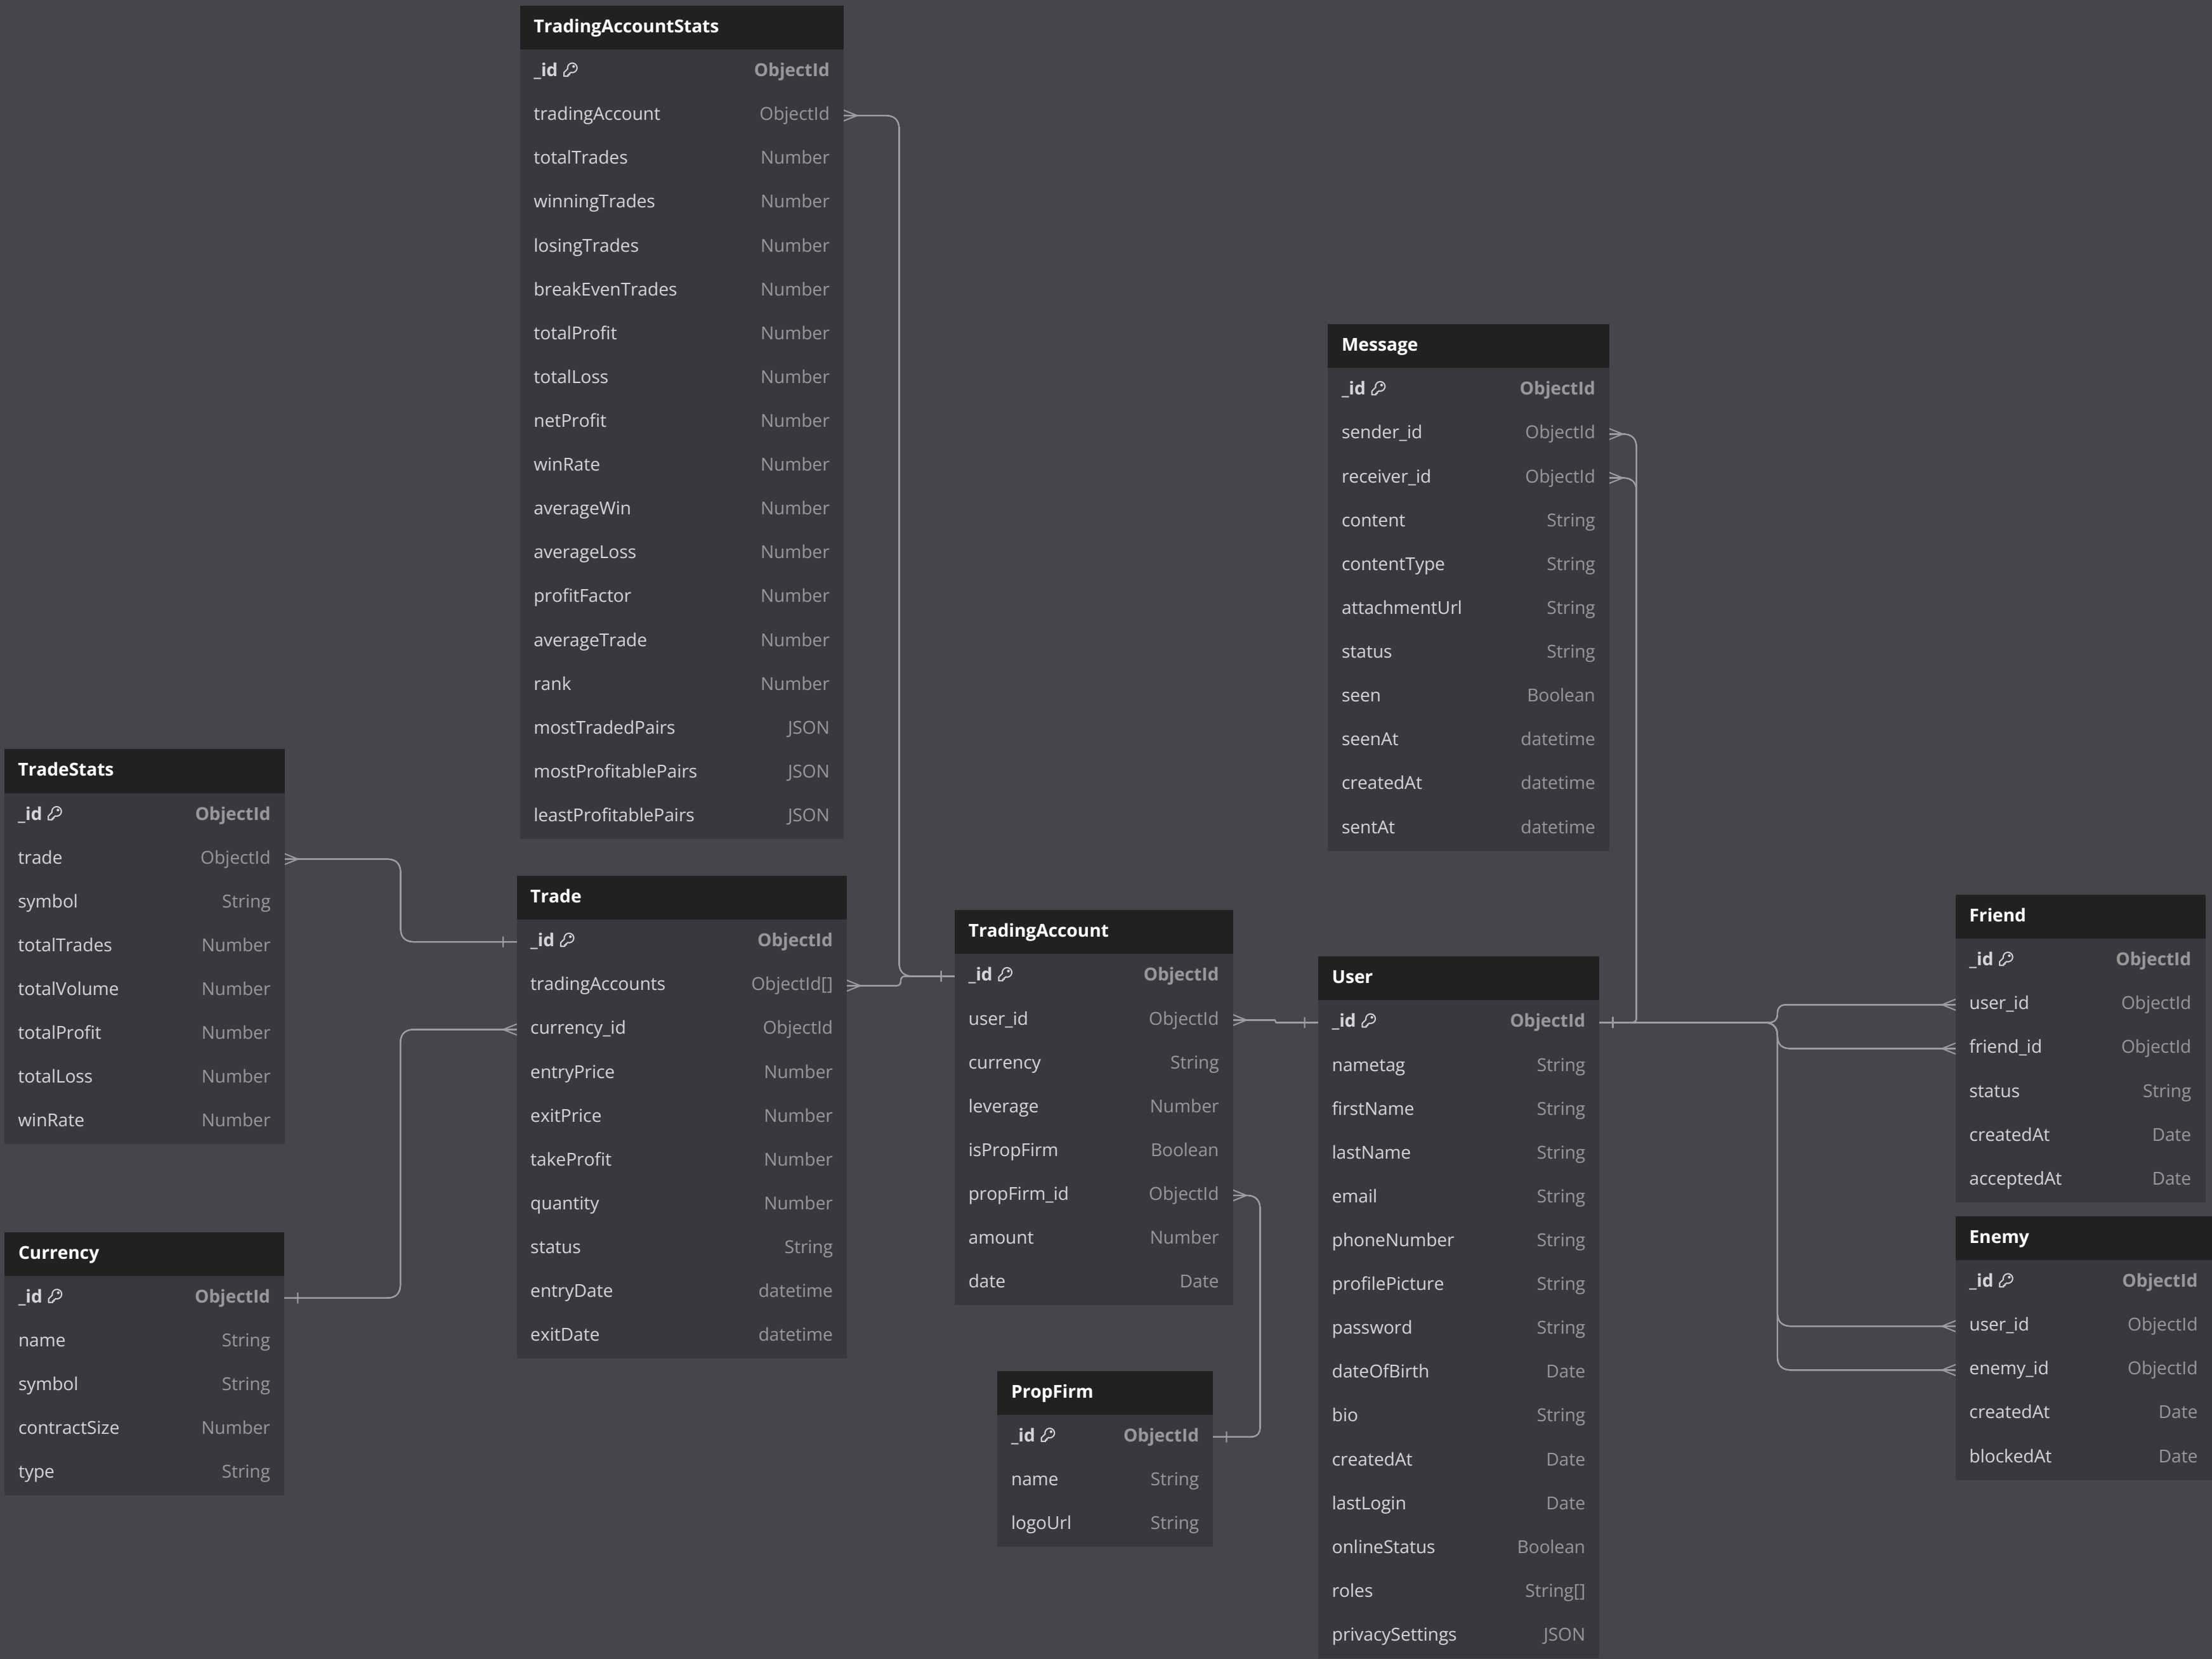 TradingAccountStats
_id ObjectId
tradingAccount ObjectId
totalTrades Number
winningTrades Number
losingTrades Number
breakEvenTrades Number
totalProfit Number
totalLoss Number
netProfit Number
winRate Number
averageWin Number
averageLoss Number
profitFactor Number
averageTrade Number
rank Number
mostTradedPairs JSON
mostProfitablePairs JSON
leastProfitablePairs JSON
Message
_id ObjectId
sender_id ObjectId
receiver_id ObjectId
content String
contentType String
attachmentUrl String
status String
seen Boolean
seenAt datetime
createdAt datetime
sentAt datetime
TradeStats
_id ObjectId
trade ObjectId
symbol String
totalTrades Number
totalVolume Number
totalProfit Number
totalLoss Number
winRate Number
Trade
_id ObjectId
tradingAccounts ObjectId[]
currency_id ObjectId
entryPrice Number
exitPrice Number
takeProfit Number
quantity Number
status String
entryDate datetime
exitDate datetime
TradingAccount
_id ObjectId
user_id ObjectId
currency String
leverage Number
isPropFirm Boolean
propFirm_id ObjectId
amount Number
date Date
User
_id ObjectId
nametag String
firstName String
lastName String
email String
phoneNumber String
profilePicture String
password String
dateOfBirth Date
bio String
createdAt Date
lastLogin Date
onlineStatus Boolean
roles String[]
privacySettings JSON
Friend
_id ObjectId
user_id ObjectId
friend_id ObjectId
status String
createdAt Date
acceptedAt Date
Enemy
_id ObjectId
user_id ObjectId
enemy_id ObjectId
createdAt Date
blockedAt Date
Currency
_id ObjectId
name String
symbol String
contractSize Number
type String
PropFirm
_id ObjectId
name String
logoUrl String